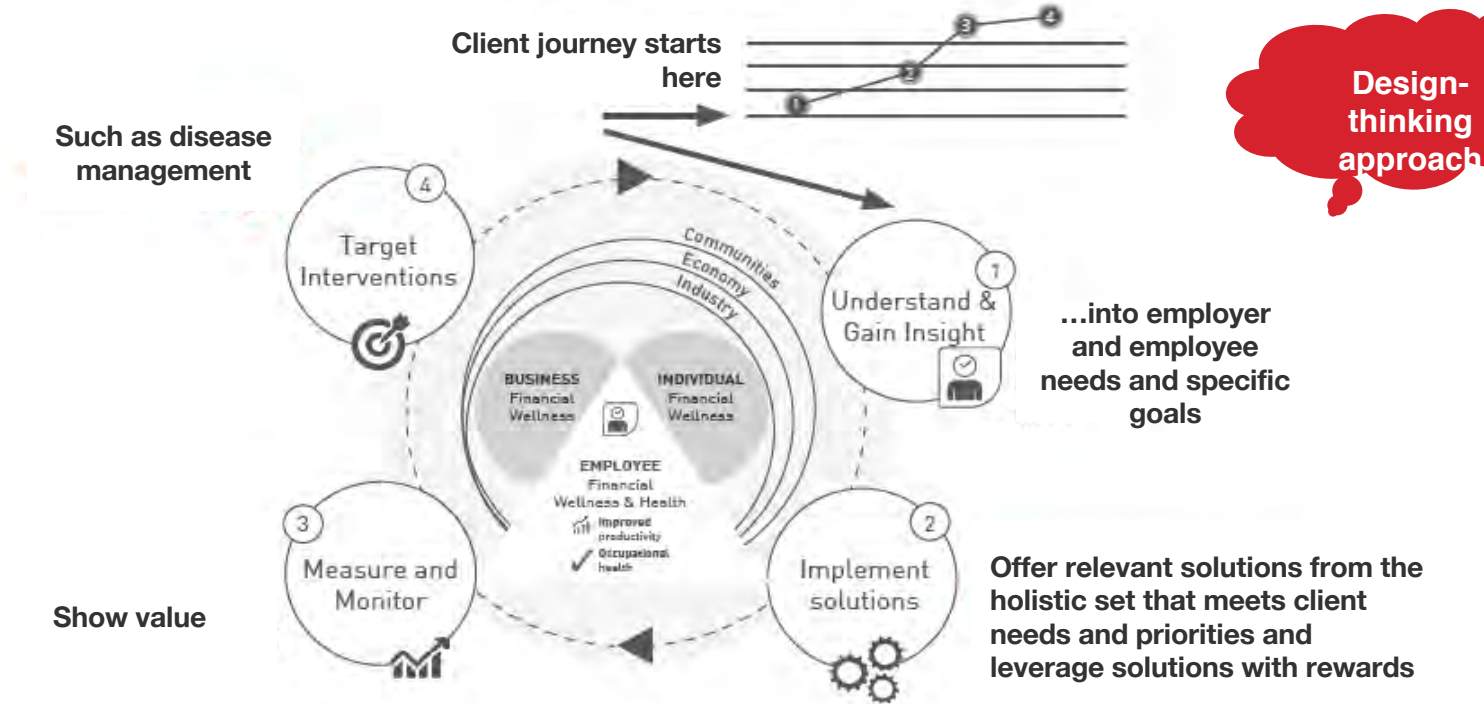 Client journey starts
here
1
2
3
4
Design-
thinking
approach
Such as disease
management
4
Target
Interventions
Communities
Economy
Industry
1
Understand &
Gain Insight
…into employer
and employee
needs and specific
goals
BUSINESS
Financial
Wellness
INDIVIDUAL
Financial
Wellness
EMPLOYEE
Financial
Wellness & Health
Improved
productivity
Occupational
health
3
Measure and
Monitor
Show value
2
Implement
solutions
Offer relevant solutions from the
holistic set that meets client
needs and priorities and
leverage solutions with rewards